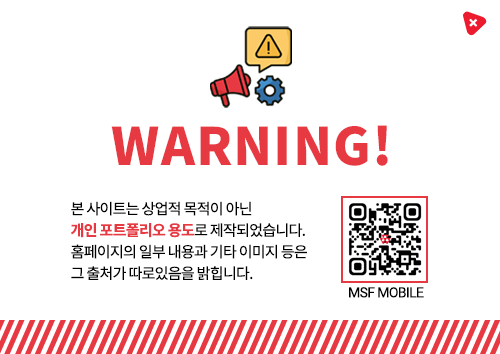 WARNING!
본 사이트는 상업적 목적이 아닌
개인 포트폴리오 용도로 제작되었습니다.
홈페이지의 일부 내용과 기타 이미지 등은
그 출처가 따로있음을 밝힙니다.
MSF MOBILE